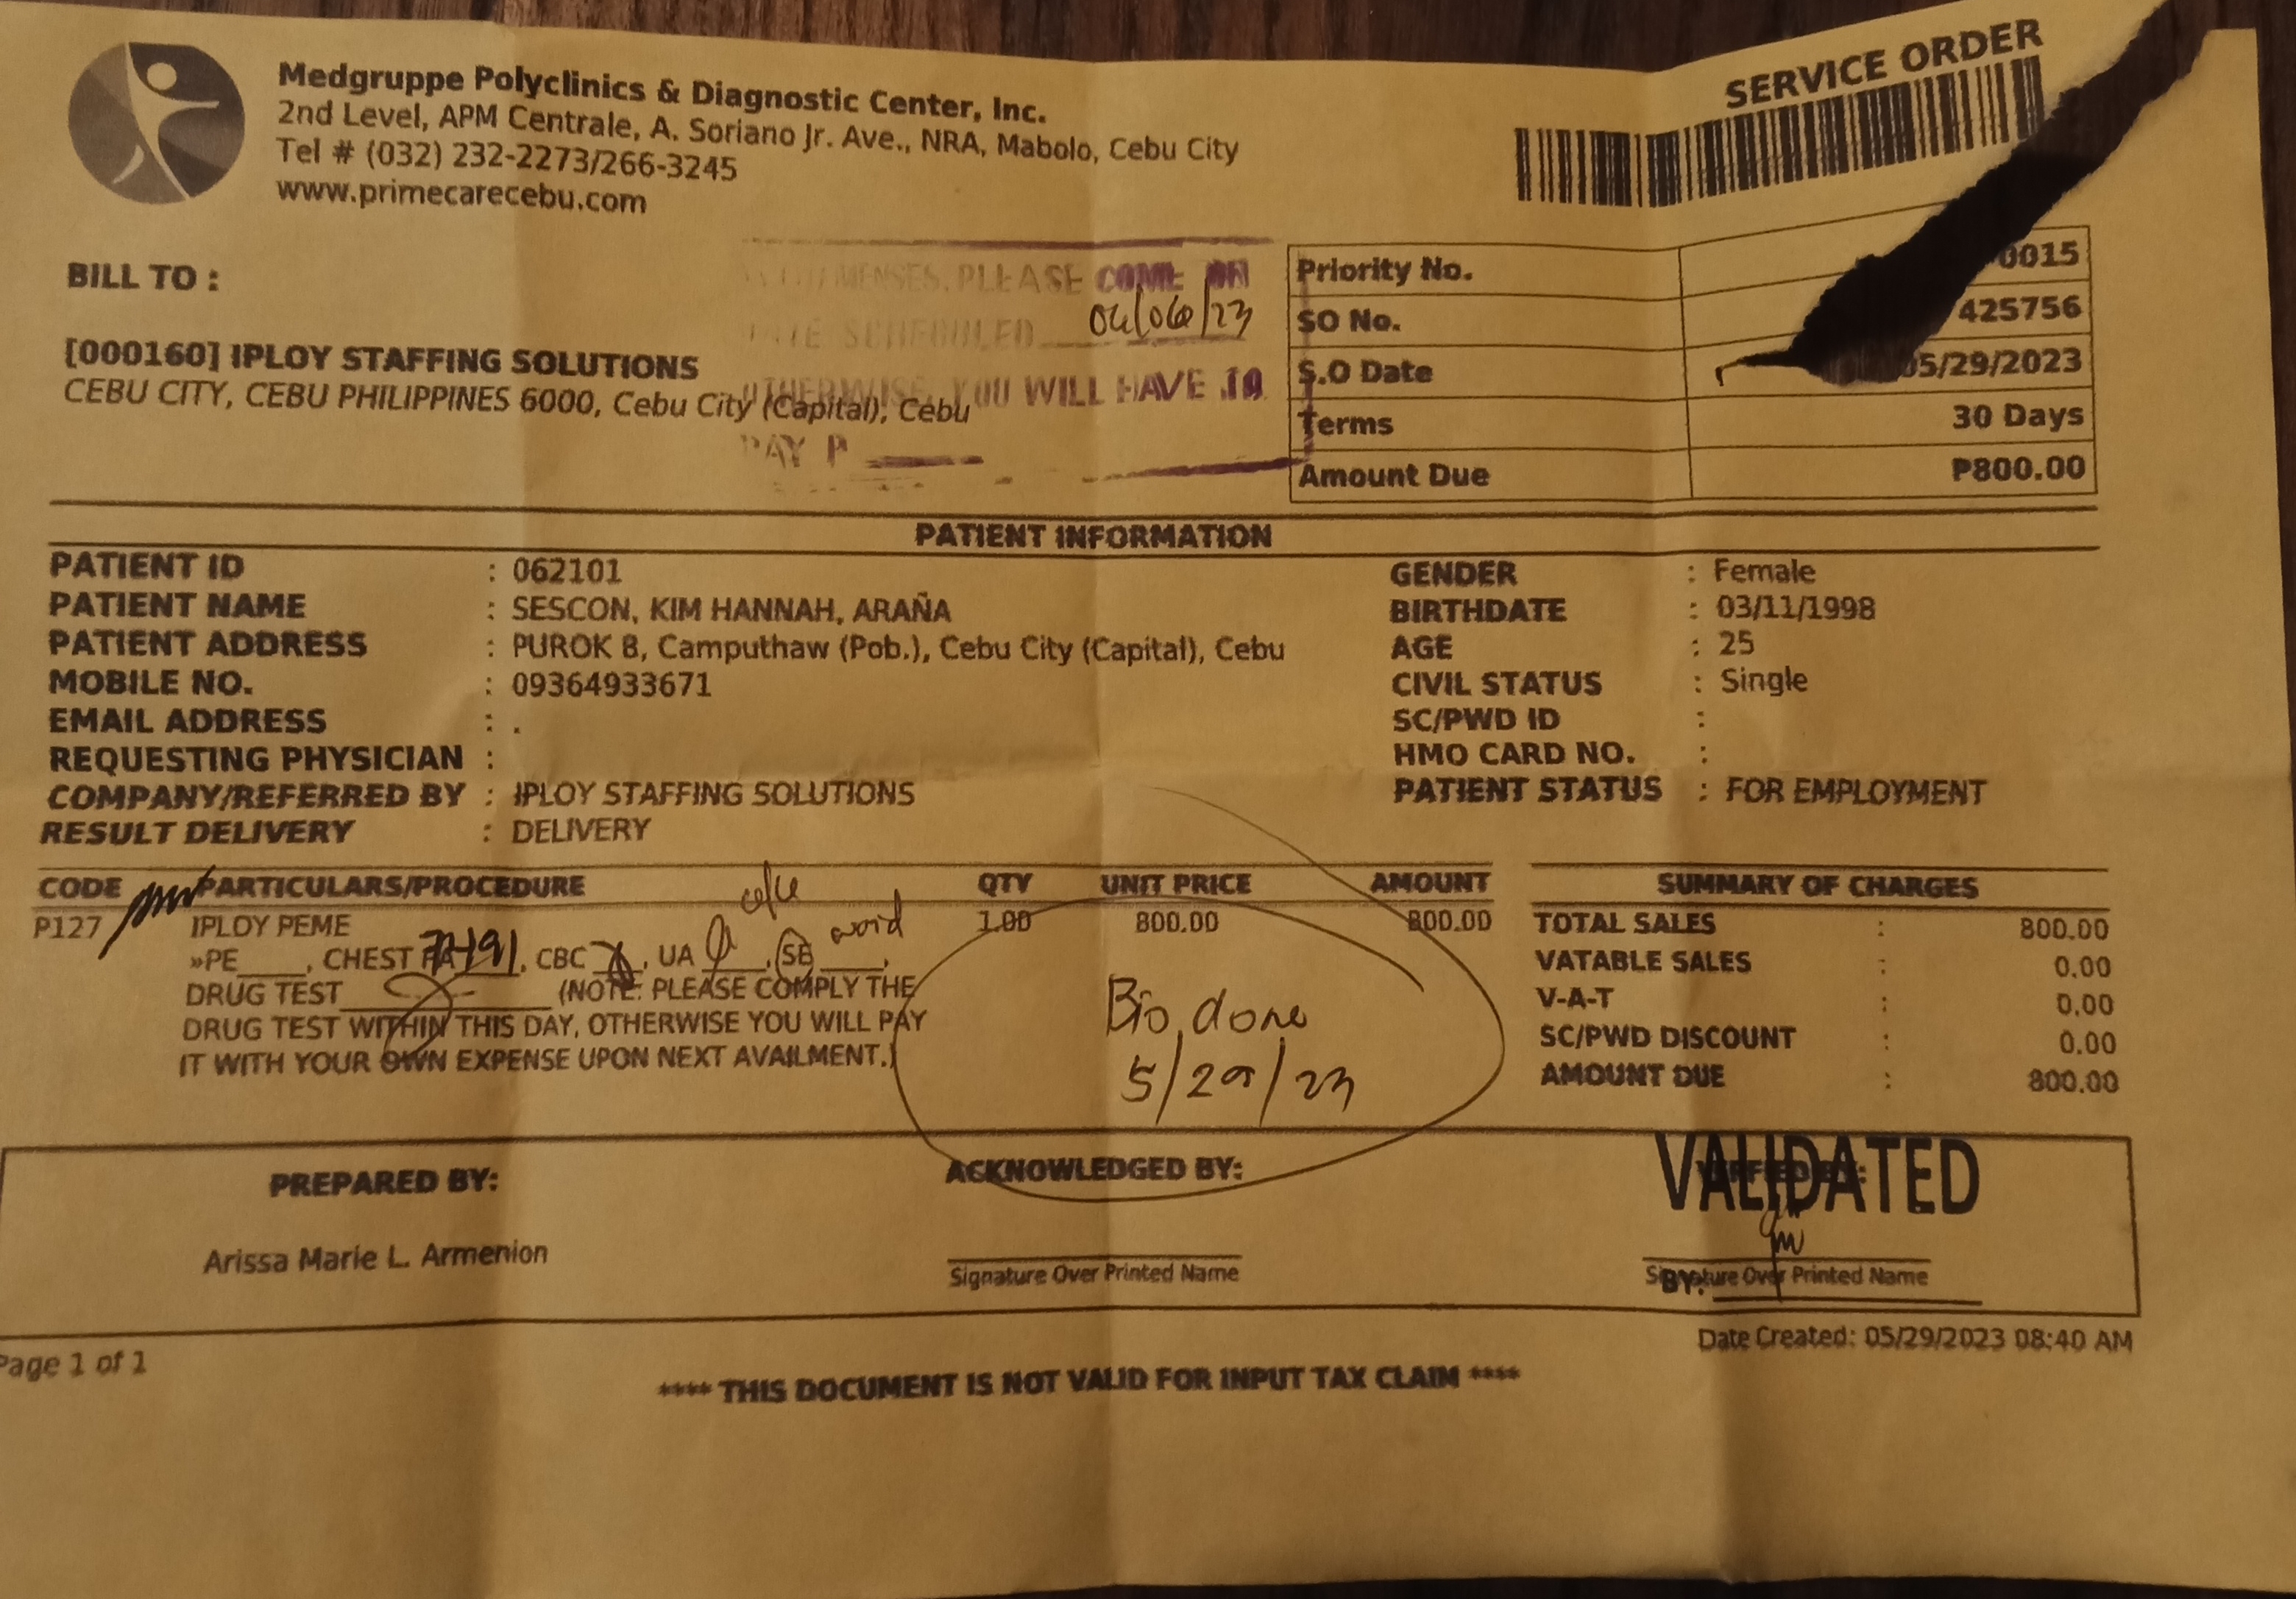 SERVICE ORDER
Medgruppe Polyclinics & Diagnostic Center, Inc.
2nd Level, APM Centrale, A. Soriano Jr. Ave., NRA, Mabolo, Cebu City
Tel # (032) 232-2273/266-3245
www.primecarecebu.com
MENSES, PLEASE COME ON
SCHEDULED 06/06/23
OTHERWISE, YOU WILL HAVE TO
PAY P
BILL TO :
[000160] IPLOY STAFFING SOLUTIONS
CEBU CITY, CEBU PHILIPPINES 6000, Cebu City (Capital), Cebu
Priority No. 0015
SO No. 425756
S.O Date 05/29/2023
Terms 30 Days
Amount Due ₱800.00
PATIENT INFORMATION
PATIENT ID : 062101
PATIENT NAME : SESCON, KIM HANNAH, ARAÑA
PATIENT ADDRESS : PUROK 8, Camputhaw (Pob.), Cebu City (Capital), Cebu
MOBILE NO. : 09364933671
EMAIL ADDRESS : .
REQUESTING PHYSICIAN :
COMPANY/REFERRED BY : IPLOY STAFFING SOLUTIONS
RESULT DELIVERY : DELIVERY
GENDER : Female
BIRTHDATE : 03/11/1998
AGE : 25
CIVIL STATUS : Single
SC/PWD ID :
HMO CARD NO. :
PATIENT STATUS : FOR EMPLOYMENT
CODE PARTICULARS/PROCEDURE QTY UNIT PRICE AMOUNT
P127 IPLOY PEME 1.00 800.00 800.00
»PE____, CHEST PA____, CBC____, UA____, SE____,
DRUG TEST____ (NOTE: PLEASE COMPLY THE
DRUG TEST WITHIN THIS DAY, OTHERWISE YOU WILL PAY
IT WITH YOUR OWN EXPENSE UPON NEXT AVAILMENT.)
Bio done
5/29/23
SUMMARY OF CHARGES
TOTAL SALES : 800.00
VATABLE SALES : 0.00
V-A-T : 0.00
SC/PWD DISCOUNT : 0.00
AMOUNT DUE : 800.00
PREPARED BY:
Arissa Marie L. Armenion
ACKNOWLEDGED BY:
Signature Over Printed Name
VALIDATED
Signature Over Printed Name
BY:
Page 1 of 1
Date Created: 05/29/2023 08:40 AM
**** THIS DOCUMENT IS NOT VALID FOR INPUT TAX CLAIM ****